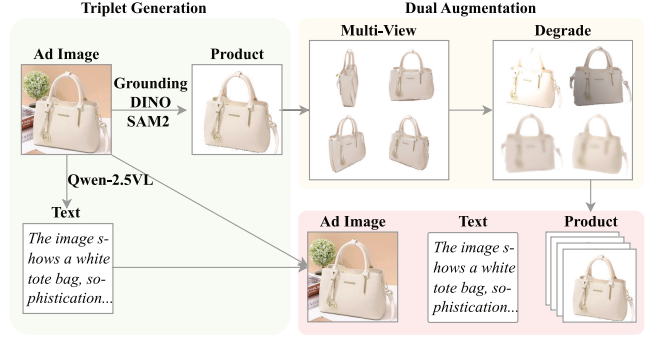 Triplet Generation
Dual Augmentation
Ad Image
Product
Multi-View
Degrade
Grounding
DINO
SAM2
Qwen-2.5VL
Text
The image s-
hows a white
tote bag, so-
phistication...
Ad Image
Text
Product
The image s-
hows a white
tote bag, so-
phistication...